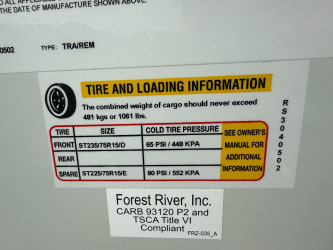 THE DATE OF MANUFACTURE SHOWN ABOVE.
0502 TYPE: TRA/REM
TIRE AND LOADING INFORMATION
The combined weight of cargo should never exceed
481 kgs or 1061 lbs.
TIRE SIZE COLD TIRE PRESSURE
FRONT ST235/75R15/D 65 PSI / 448 KPA
REAR
SPARE ST225/75R15/E 80 PSI / 552 KPA
SEE OWNER'S
MANUAL FOR
ADDITIONAL
INFORMATION
RS3040502
Forest River, Inc.
CARB 93120 P2 and
TSCA Title VI
Compliant
FRZ-035_A